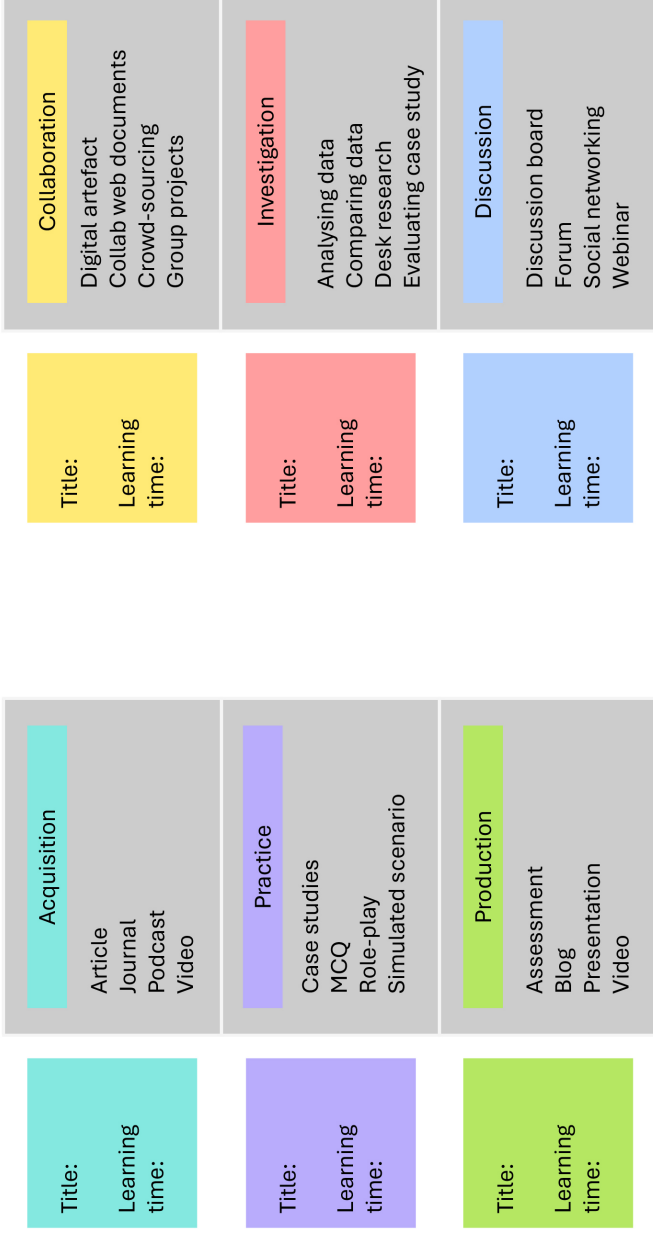 Title:
Learning
time:
Acquisition
Article
Journal
Podcast
Video
Title:
Learning
time:
Collaboration
Digital artefact
Collab web documents
Crowd-sourcing
Group projects
Title:
Learning
time:
Practice
Case studies
MCQ
Role-play
Simulated scenario
Title:
Learning
time:
Investigation
Analysing data
Comparing data
Desk research
Evaluating case study
Title:
Learning
time:
Production
Assessment
Blog
Presentation
Video
Title:
Learning
time:
Discussion
Discussion board
Forum
Social networking
Webinar